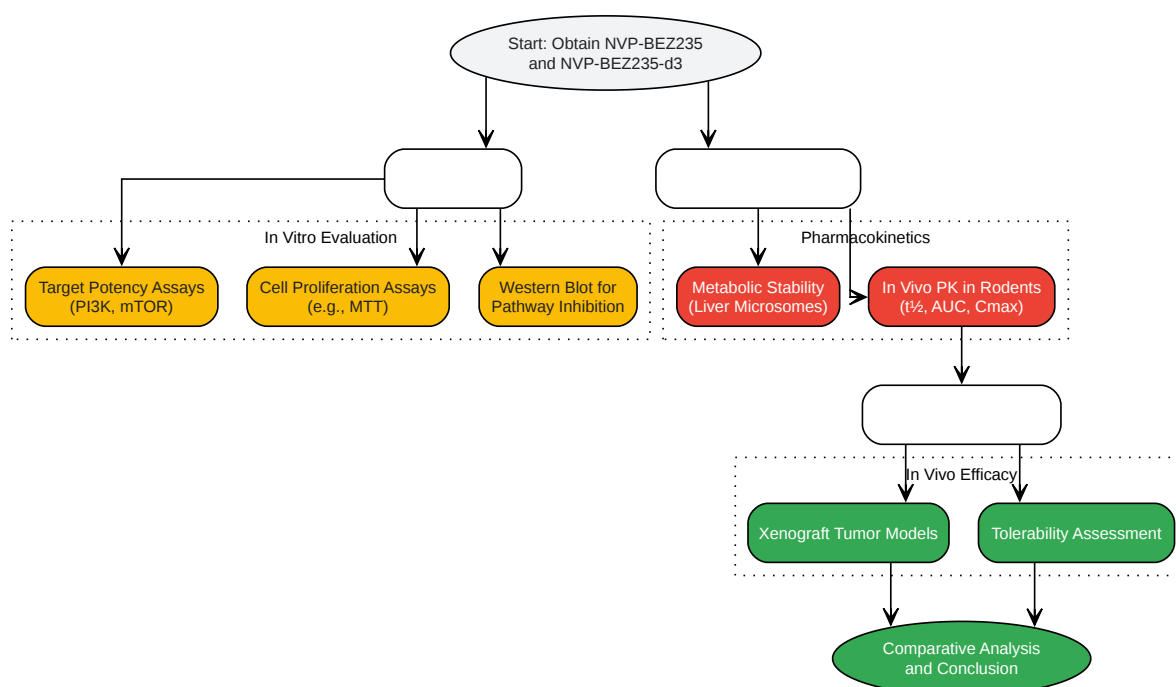 Start: Obtain NVP-BEZ235
and NVP-BEZ235-d3
In Vitro Evaluation
Pharmacokinetics
Target Potency Assays
(PI3K, mTOR)
Cell Proliferation Assays
(e.g., MTT)
Western Blot for
Pathway Inhibition
Metabolic Stability
(Liver Microsomes)
In Vivo PK in Rodents
(t½, AUC, Cmax)
In Vivo Efficacy
Xenograft Tumor Models
Tolerability Assessment
Comparative Analysis
and Conclusion